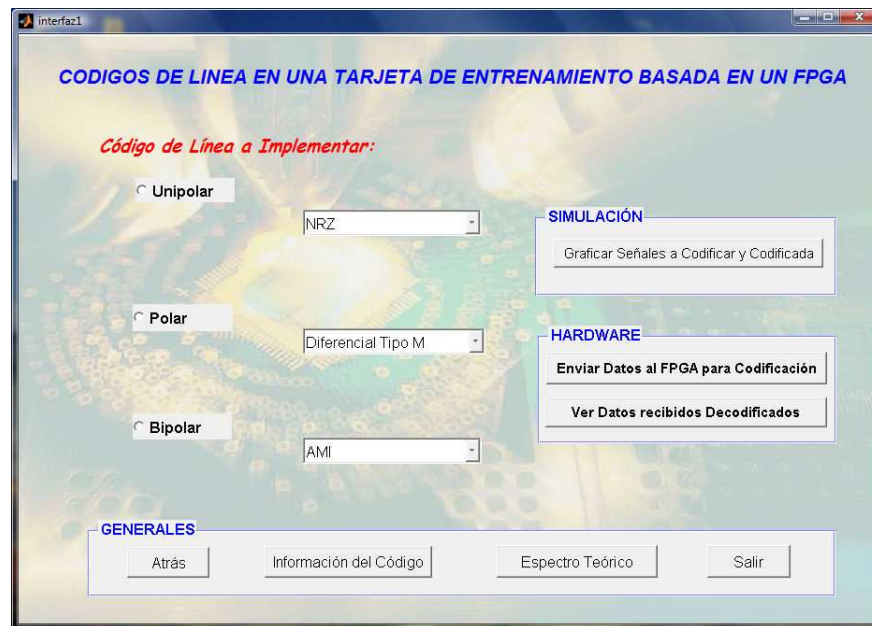 interfaz1
CODIGOS DE LINEA EN UNA TARJETA DE ENTRENAMIENTO BASADA EN UN FPGA
Código de Línea a Implementar:
Unipolar
NRZ
SIMULACIÓN
Graficar Señales a Codificar y Codificada
Polar
Diferencial Tipo M
HARDWARE
Enviar Datos al FPGA para Codificación
Ver Datos recibidos Decodificados
Bipolar
AMI
GENERALES
Atrás
Información del Código
Espectro Teórico
Salir